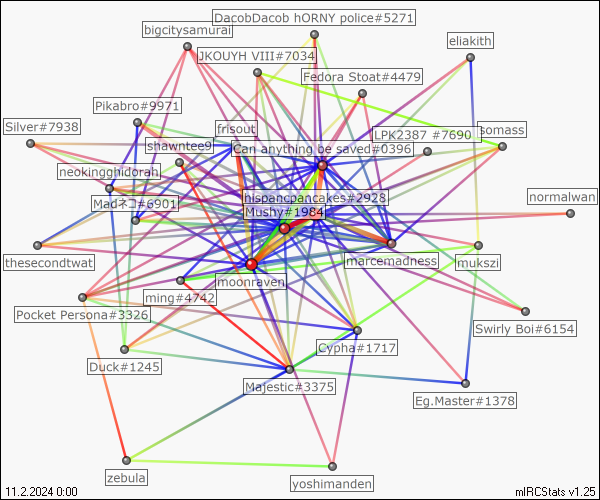 DacobDacob hORNY police#5271
bigcitysamurai
eliakith
JKOUYH VIII#7034
Fedora Stoat#4479
Pikabro#9971
Silver#7938
frisout
LPK2387 #7690
somass
shawntee9
Can anything be saved#0396
neokingghidorah
Madネコ#6901
hispancpancakes#2928
normalwan
Mushy#1984
thesecondtwat
marcemadness
mukszi
moonraven
ming#4742
Pocket Persona#3326
Swirly Boi#6154
Cypha#1717
Duck#1245
Majestic#3375
Eg.Master#1378
zebula
yoshimanden
11.2.2024 0:00
mIRCStats v1.25